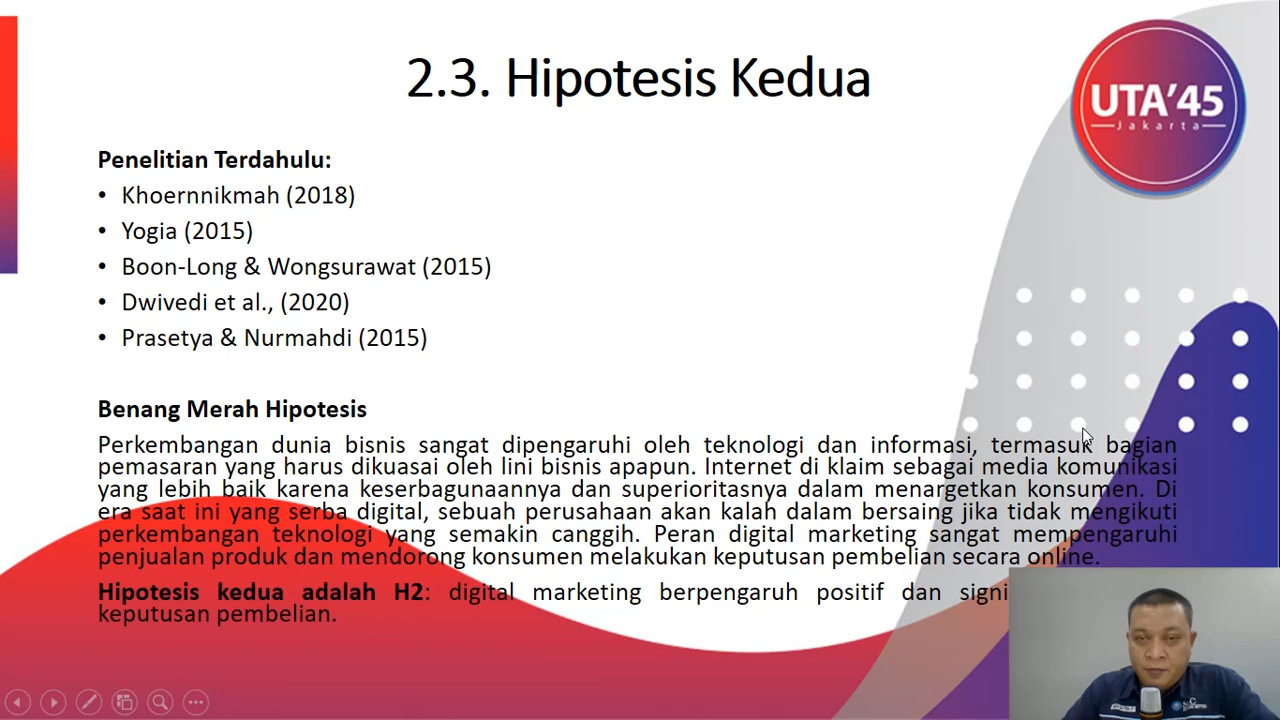 2.3. Hipotesis Kedua
UTA'45
Jakarta
Penelitian Terdahulu:
• Khoernnikmah (2018)
• Yogia (2015)
• Boon-Long & Wongsurawat (2015)
• Dwivedi et al., (2020)
• Prasetya & Nurmahdi (2015)
Benang Merah Hipotesis
Perkembangan dunia bisnis sangat dipengaruhi oleh teknologi dan informasi, termasuk bagian
pemasaran yang harus dikuasai oleh lini bisnis apapun. Internet di klaim sebagai media komunikasi
yang lebih baik karena keserbagunaannya dan superioritasnya dalam menargetkan konsumen. Di
era saat ini yang serba digital, sebuah perusahaan akan kalah dalam bersaing jika tidak mengikuti
perkembangan teknologi yang semakin canggih. Peran digital marketing sangat mempengaruhi
penjualan produk dan mendorong konsumen melakukan keputusan pembelian secara online.
Hipotesis kedua adalah H2: digital marketing berpengaruh positif dan signi
keputusan pembelian.